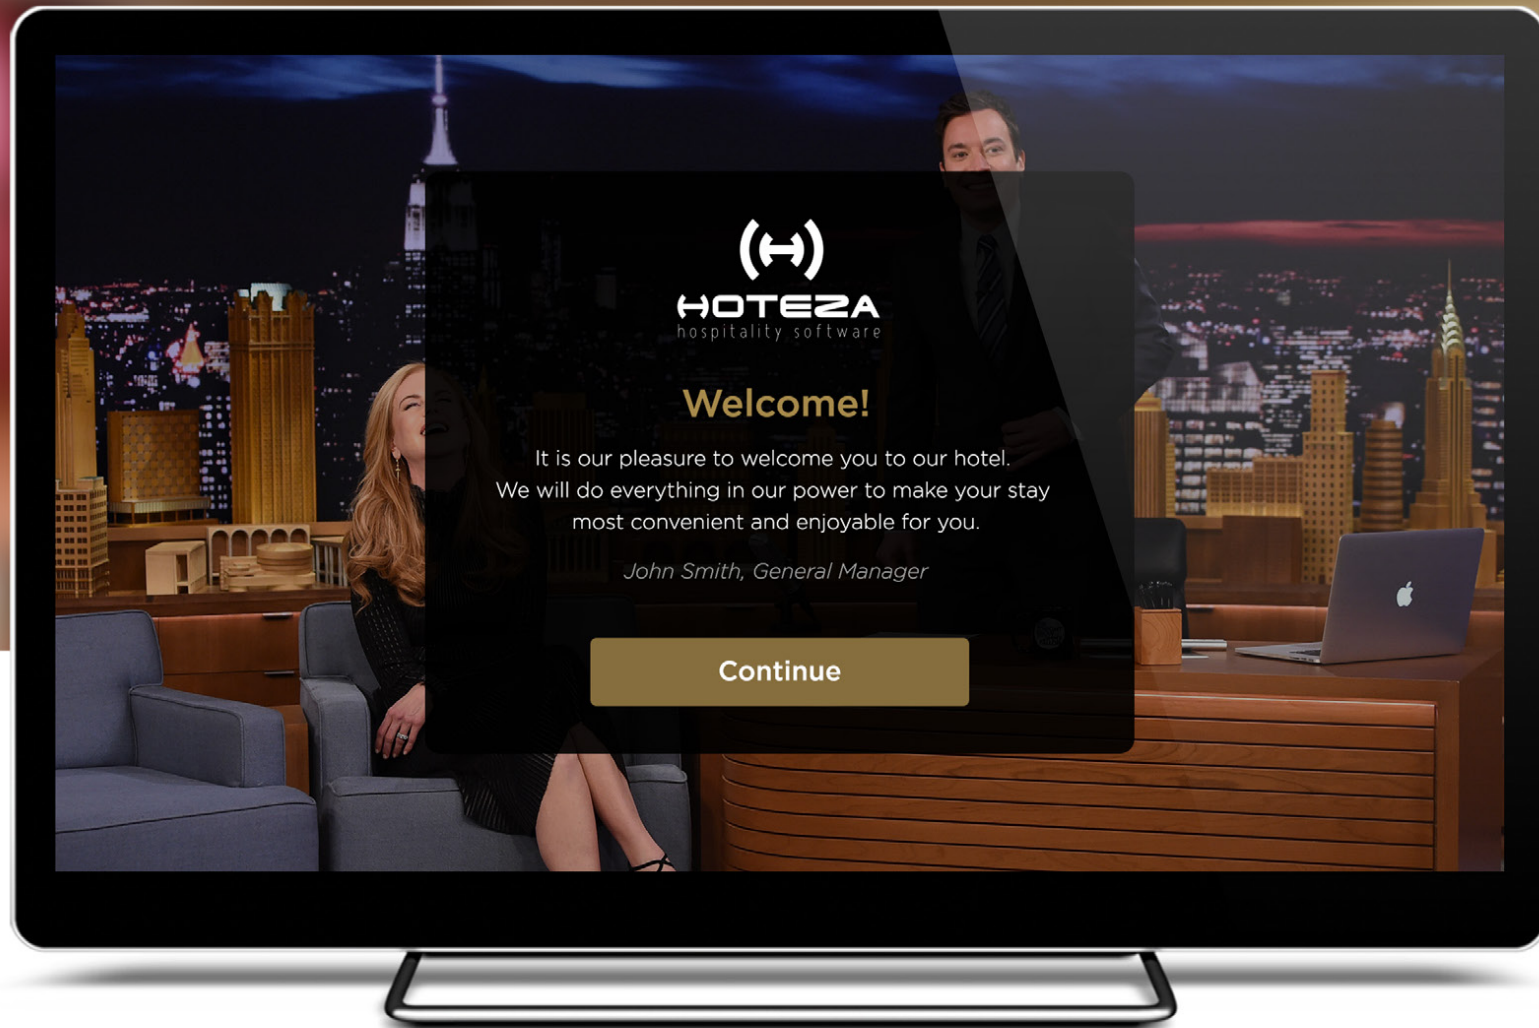 HOTEZA
hospitality software
Welcome!
It is our pleasure to welcome you to our hotel.
We will do everything in our power to make your stay
most convenient and enjoyable for you.
John Smith, General Manager
Continue